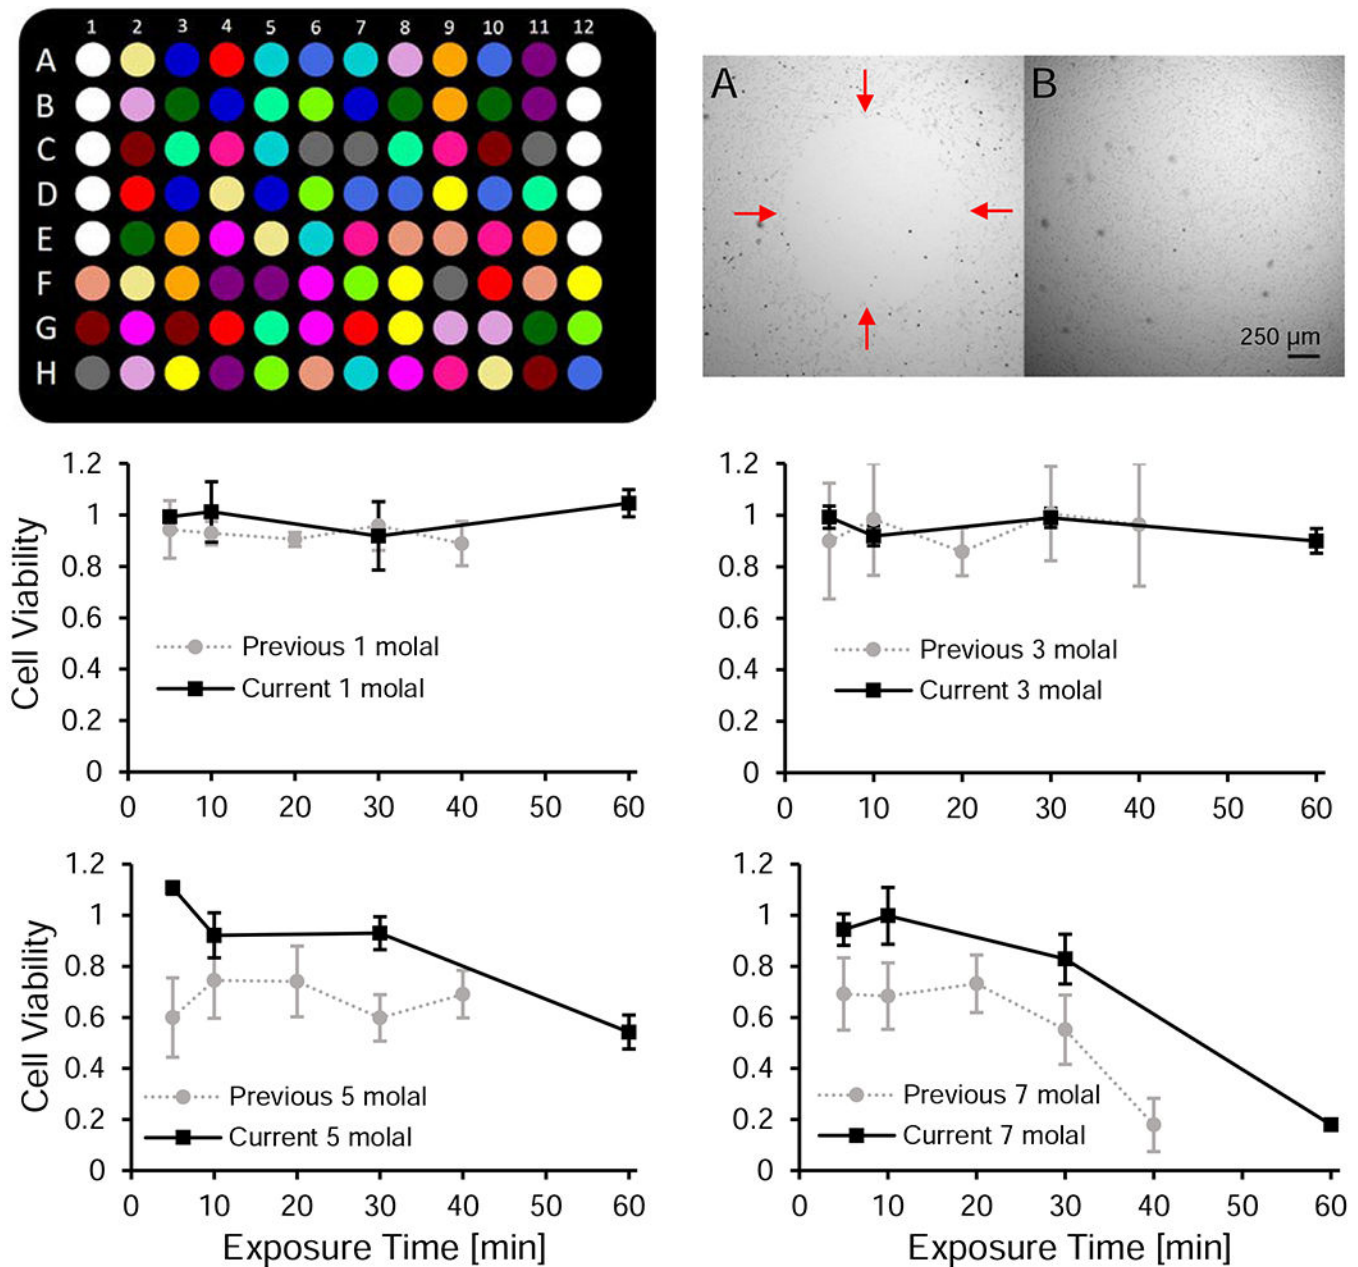 1 2 3 4 5 6 7 8 9 10 11 12
A
B
C
D
E
F
G
H
A B
250 µm
Cell Viability
1.2
1
0.8
0.6
0.4
0.2
0
Previous 1 molal
Current 1 molal
0 10 20 30 40 50 60
1.2
1
0.8
0.6
0.4
0.2
0
Previous 3 molal
Current 3 molal
0 10 20 30 40 50 60
Cell Viability
1.2
1
0.8
0.6
0.4
0.2
0
Previous 5 molal
Current 5 molal
0 10 20 30 40 50 60
Exposure Time [min]
1.2
1
0.8
0.6
0.4
0.2
0
Previous 7 molal
Current 7 molal
0 10 20 30 40 50 60
Exposure Time [min]